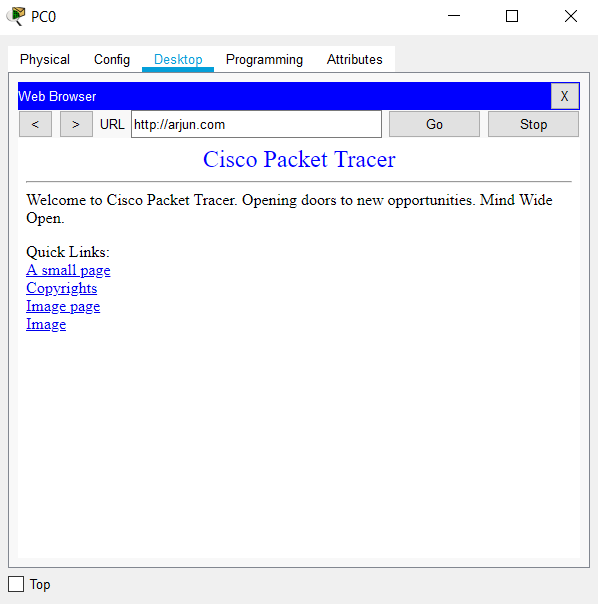 PC0
Physical Config Desktop Programming Attributes
Web Browser X
< > URL http://arjun.com Go Stop
Cisco Packet Tracer
Welcome to Cisco Packet Tracer. Opening doors to new opportunities. Mind Wide
Open.
Quick Links:
A small page
Copyrights
Image page
Image
Top